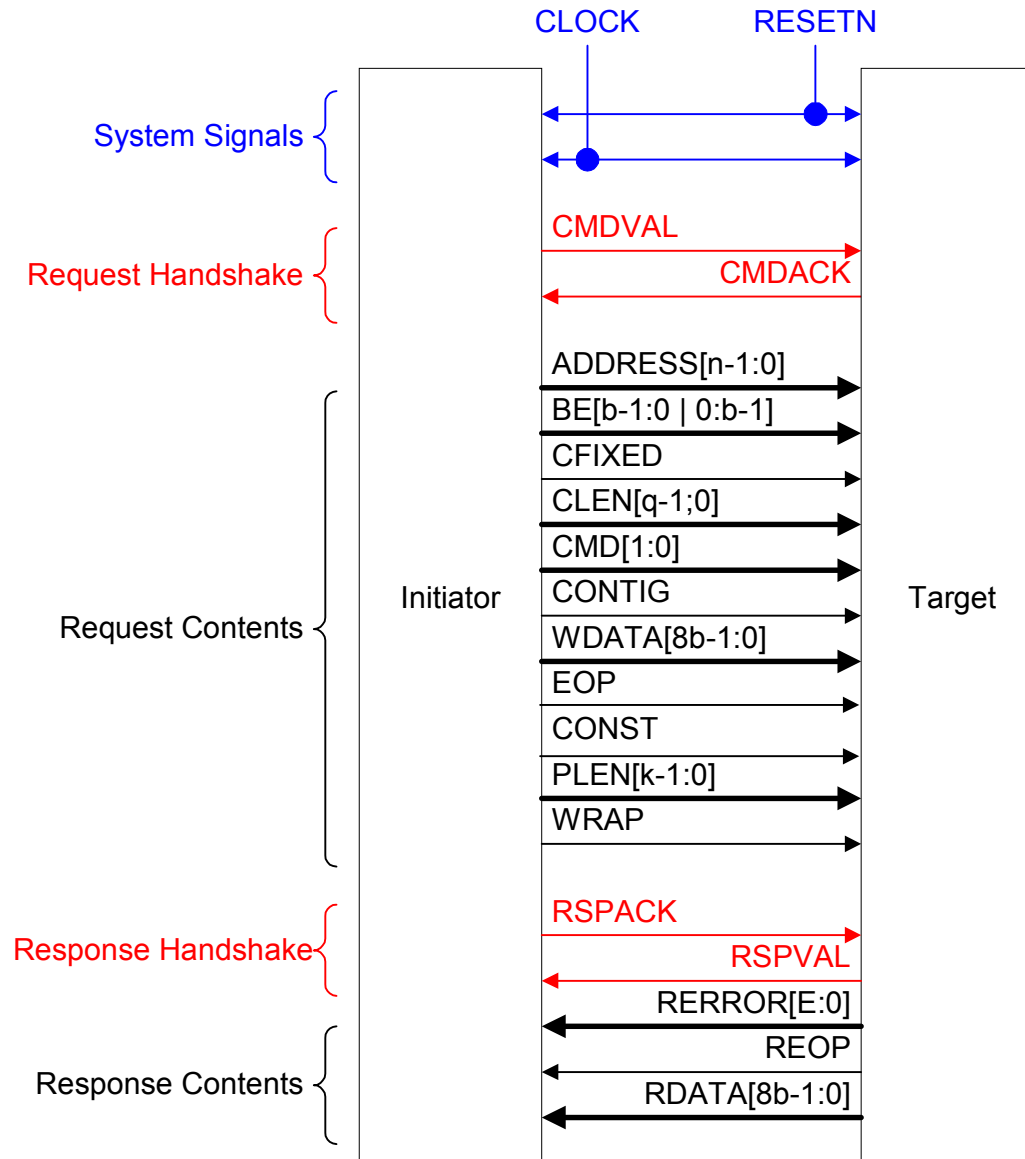 CLOCK
RESETN
System Signals
CMDVAL
Request Handshake
CMDACK
ADDRESS[n-1:0]
BE[b-1:0 | 0:b-1]
CFIXED
CLEN[q-1;0]
CMD[1:0]
Initiator
CONTIG
Target
Request Contents
WDATA[8b-1:0]
EOP
CONST
PLEN[k-1:0]
WRAP
RSPACK
Response Handshake
RSPVAL
RERROR[E:0]
REOP
Response Contents
RDATA[8b-1:0]